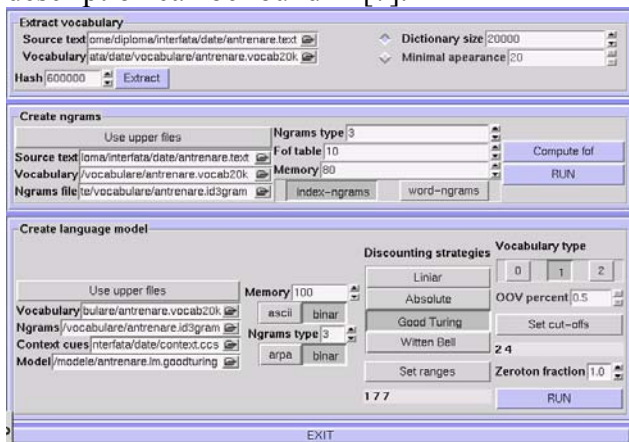 Extract vocabulary
Source text ome/diploma/interfata/date/antrenare.text Dictionary size 20000
Vocabulary ata/date/vocabulare/antrenare.vocab20k Minimal apearance 20
Hash 600000 Extract
Create ngrams
Use upper files Ngrams type 3
Source text loma/interfata/date/antrenare.text Fof table 10 Compute fof
Vocabulary /vocabulare/antrenare.vocab20k Memory 80 RUN
Ngrams file te/vocabulare/antrenare.id3gram index-ngrams word-ngrams
Create language model
Discounting strategies Vocabulary type
Liniar 0 1 2
Use upper files Memory 100 Absolute OOV percent 0.5
Vocabulary bulare/antrenare.vocab20k ascii binar Good Turing Set cut-offs
Ngrams /vocabulare/antrenare.id3gram Ngrams type 3 Witten Bell 2 4
Context cues nterfata/date/context.ccs arpa binar
Model /modele/antrenare.lm.goodturing Set ranges Zeroton fraction 1.0
1 7 7 RUN
EXIT